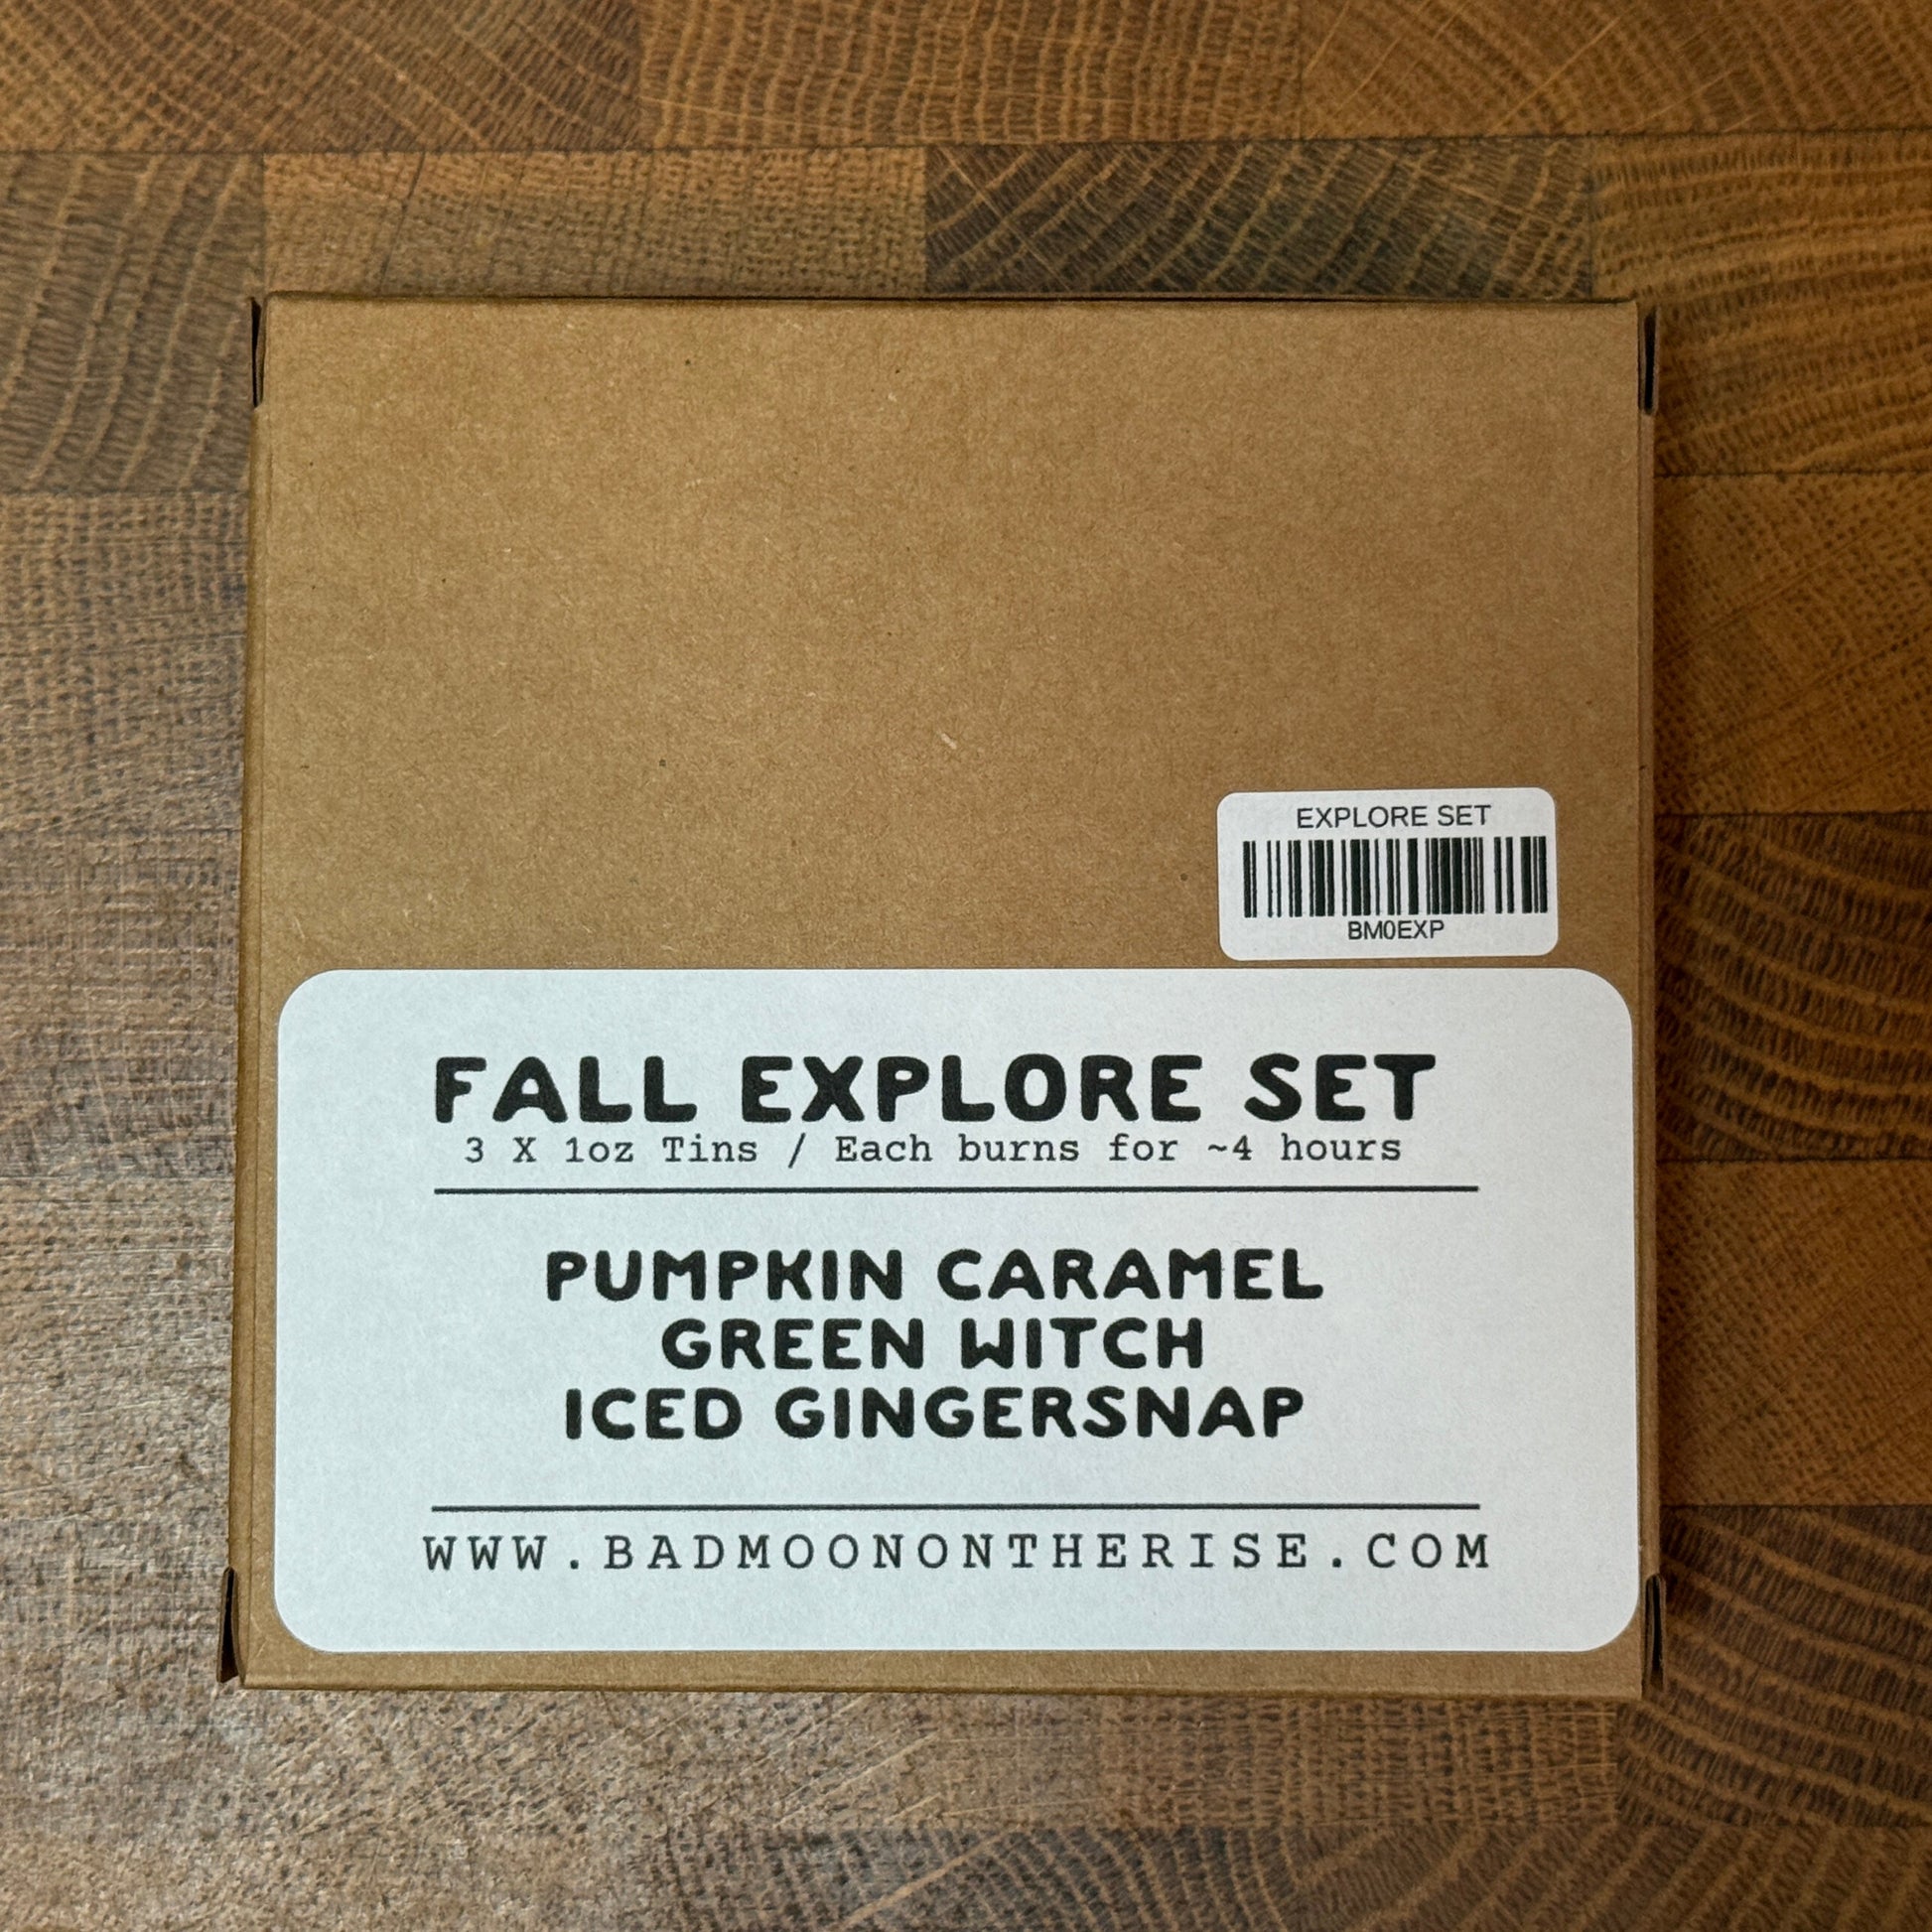 EXPLORE SET
BM0EXP
FALL EXPLORE SET
3 X 1oz Tins / Each burns for ~4 hours
PUMPKIN CARAMEL
GREEN WITCH
ICED GINGERSNAP
WWW.BADMOONONTHERISE.COM